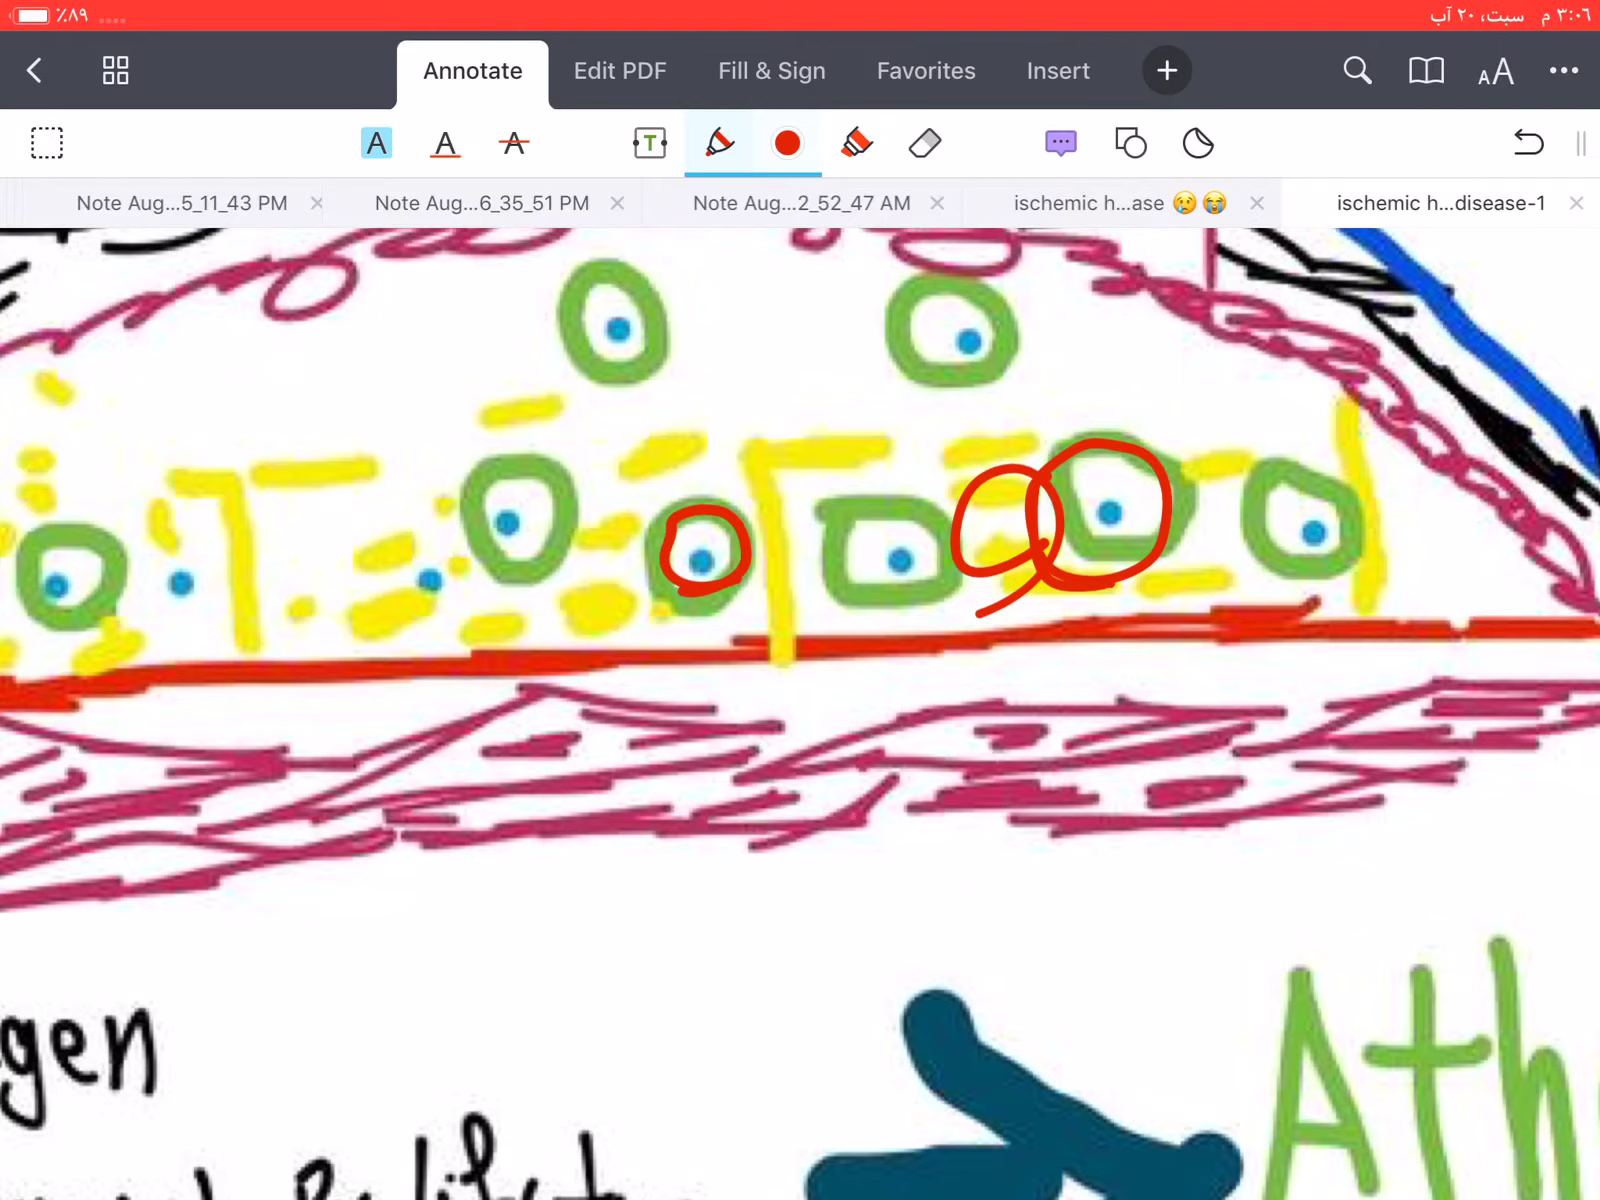 ٪٨٩
٣:٠٦ م سبت، ٢٠ آب
Annotate Edit PDF Fill & Sign Favorites Insert
A A A T AA
Note Aug...5_11_43 PM Note Aug...6_35_51 PM Note Aug...2_52_47 AM ischemic h...ase 😢 😭 ischemic h...disease-1
gen
Ath